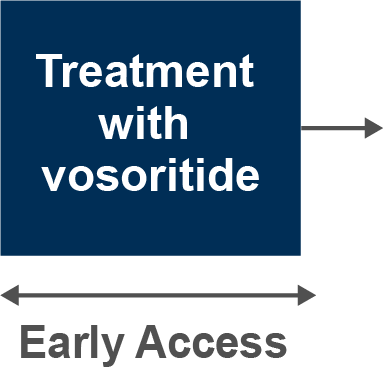 Treatment
with
vosoritide
Early Access